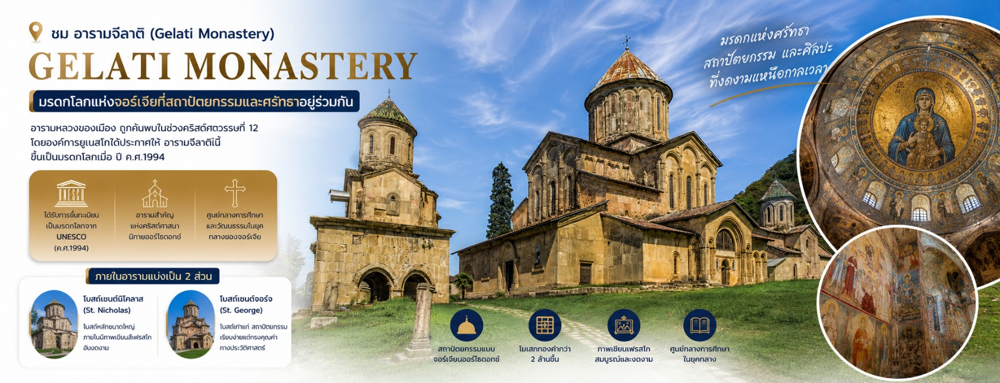 ชม อารามจีลาติ (Gelati Monastery)
GELATI MONASTERY
มรดกโลกแห่งจอร์เจียที่สถาปัตยกรรมและศรัทธาอยู่ร่วมกัน
อารามหลวงของเมือง ถูกค้นพบในช่วงคริสต์ศตวรรษที่ 12
โดยองค์การยูเนสโกได้ประกาศให้ อารามจีลาติเนี้
ขึ้นเป็นมรดกโลกเมื่อ ปี ค.ศ.1994
UNESCO
ได้รับการขึ้นทะเบียน
เป็นมรดกโลกจาก
UNESCO
(ค.ศ.1994)
อารามสำคัญ
แห่งคริสต์ศาสนา
นิกายออร์โธดอกซ์
ศูนย์กลางการศึกษา
และวัฒนธรรมในยุค
กลางของจอร์เจีย
ภายในอารามแบ่งเป็น 2 ส่วน
โบสถ์เซนต์นีโคลาส
(St. Nicholas)
โบสถ์หลักขนาดใหญ่
ภายในมีภาพเขียนสีเฟรสโก
อันงดงาม
โบสถ์เซนต์จอร์จ
(St. George)
โบสถ์เก่าแก่ สถาปัตยกรรม
เรียบง่ายแต่ทรงคุณค่า
ทางประวัติศาสตร์
มรดกแห่งศรัทธา
สถาปัตยกรรม และศิลปะ
ที่งดงามเหนือกาลเวลา
สถาปัตยกรรมแบบ
จอร์เจียนออร์โธดอกซ์
โมเสกทองคำกว่า
2 ล้านชิ้น
ภาพเขียนเฟรสโก
สมบูรณ์และงดงาม
ศูนย์กลางการศึกษา
ในยุคกลาง